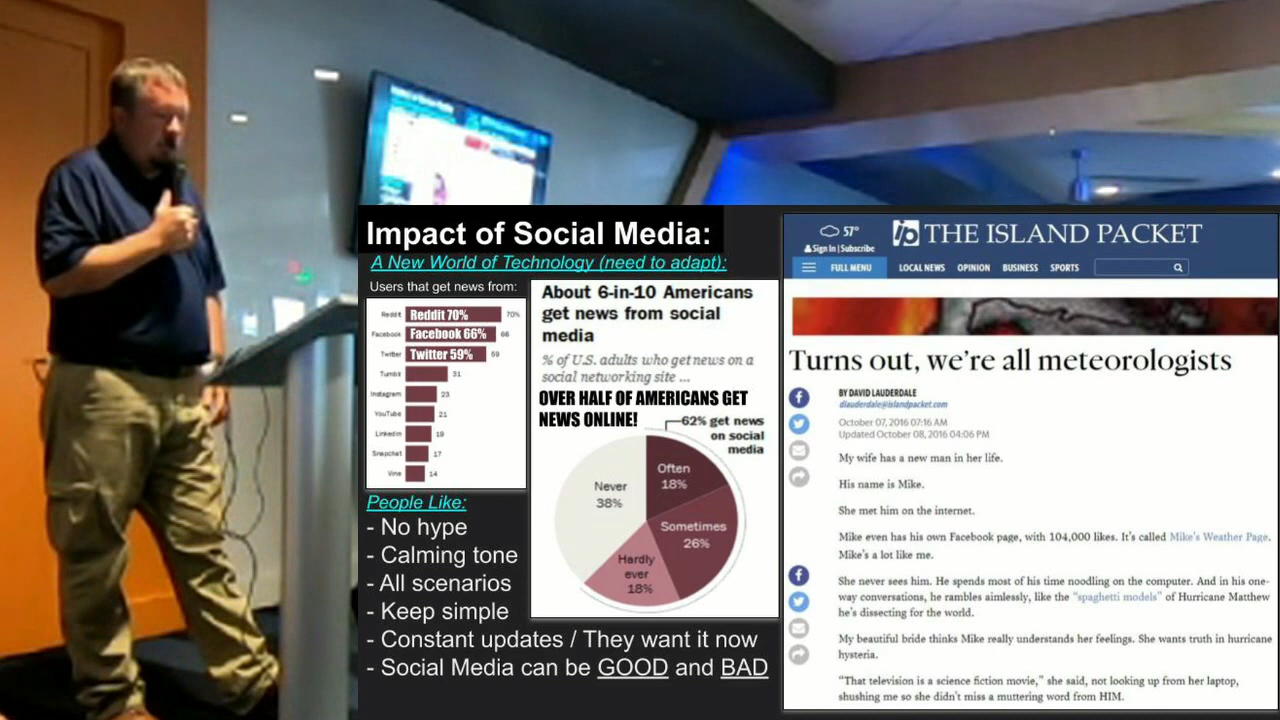 Impact of Social Media:
A New World of Technology (need to adapt):
Users that get news from:
Reddit Reddit 70% 70%
Facebook Facebook 66% 66
Twitter Twitter 59% 59
Tumblr 31
Instagram 23
YouTube 21
LinkedIn 19
Snapchat 17
Vine 14
About 6-in-10 Americans
get news from social
media
% of U.S. adults who get news on a
social networking site ...
OVER HALF OF AMERICANS GET
NEWS ONLINE!
62% get news
on social
media
Often
18%
Never
38%
Sometimes
26%
Hardly
ever
18%
People Like:
- No hype
- Calming tone
- All scenarios
- Keep simple
- Constant updates / They want it now
- Social Media can be GOOD and BAD
57°
Sign In | Subscribe
ip THE ISLAND PACKET
FULL MENU LOCAL NEWS OPINION BUSINESS SPORTS
Turns out, we're all meteorologists
BY DAVID LAUDERDALE
dlauderdale@islandpacket.com
October 07, 2016 07:16 AM
Updated October 08, 2016 04:06 PM
My wife has a new man in her life.
His name is Mike.
She met him on the internet.
Mike even has his own Facebook page, with 104,000 likes. It's called Mike's Weather Page.
Mike's a lot like me.
She never sees him. He spends most of his time noodling on the computer. And in his one-
way conversations, he rambles aimlessly, like the "spaghetti models" of Hurricane Matthew
he's dissecting for the world.
My beautiful bride thinks Mike really understands her feelings. She wants truth in hurricane
hysteria.
"That television is a science fiction movie," she said, not looking up from her laptop,
shushing me so she didn't miss a muttering word from HIM.